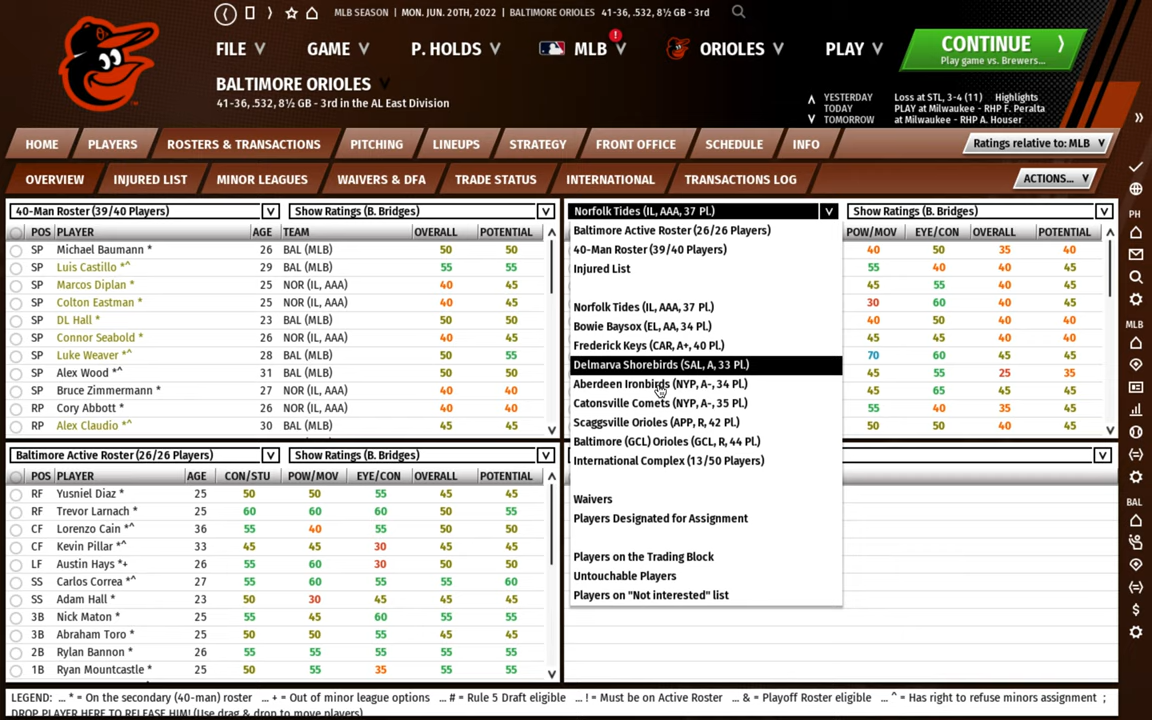 MLB SEASON | MON. JUN. 20TH, 2022 | BALTIMORE ORIOLES 41-36, .532, 8½ GB - 3rd
FILE GAME P. HOLDS MLB ! ORIOLES PLAY
CONTINUE
Play game vs. Brewers...
BALTIMORE ORIOLES
41-36, .532, 8½ GB - 3rd in the AL East Division
YESTERDAY Loss at STL, 3-4 (11) Highlights
TODAY PLAY at Milwaukee - RHP F. Peralta
TOMORROW at Milwaukee - RHP A. Houser
HOME PLAYERS ROSTERS & TRANSACTIONS PITCHING LINEUPS STRATEGY FRONT OFFICE SCHEDULE INFO Ratings relative to: MLB
OVERVIEW INJURED LIST MINOR LEAGUES WAIVERS & DFA TRADE STATUS INTERNATIONAL TRANSACTIONS LOG ACTIONS...
40-Man Roster (39/40 Players) Show Ratings (B. Bridges)
POS PLAYER AGE TEAM OVERALL POTENTIAL
SP Michael Baumann * 26 BAL (MLB) 50 50
SP Luis Castillo *^ 29 BAL (MLB) 55 55
SP Marcos Diplan * 25 NOR (IL, AAA) 40 45
SP Colton Eastman * 25 NOR (IL, AAA) 40 45
SP DL Hall * 23 BAL (MLB) 50 50
SP Connor Seabold * 26 NOR (IL, AAA) 40 45
SP Luke Weaver *^ 28 BAL (MLB) 50 55
SP Alex Wood *^ 31 BAL (MLB) 50 50
SP Bruce Zimmermann * 27 NOR (IL, AAA) 40 40
RP Cory Abbott * 26 NOR (IL, AAA) 40 40
RP Alex Claudio *^ 30 BAL (MLB) 45 45
Norfolk Tides (IL, AAA, 37 Pl.) Show Ratings (B. Bridges)
Baltimore Active Roster (26/26 Players)
40-Man Roster (39/40 Players)
Injured List
Norfolk Tides (IL, AAA, 37 Pl.)
Bowie Baysox (EL, AA, 34 Pl.)
Frederick Keys (CAR, A+, 40 Pl.)
Delmarva Shorebirds (SAL, A, 33 Pl.)
Aberdeen Ironbirds (NYP, A-, 34 Pl.)
Catonsville Comets (NYP, A-, 35 Pl.)
Scaggsville Orioles (APP, R, 42 Pl.)
Baltimore (GCL) Orioles (GCL, R, 44 Pl.)
International Complex (13/50 Players)
Waivers
Players Designated for Assignment
Players on the Trading Block
Untouchable Players
Players on "Not interested" list
POW/MOV EYE/CON OVERALL POTENTIAL
40 50 35 40
55 40 40 45
45 55 40 45
30 60 40 45
40 50 40 40
45 45 40 40
70 60 45 45
45 55 25 35
45 65 45 45
55 40 35 40
50 50 40 45
Baltimore Active Roster (26/26 Players) Show Ratings (B. Bridges)
POS PLAYER AGE CON/STU POW/MOV EYE/CON OVERALL POTENTIAL
RF Yusniel Diaz * 25 50 50 55 45 45
RF Trevor Larnach * 25 60 60 60 50 55
CF Lorenzo Cain *^ 36 55 40 55 50 50
CF Kevin Pillar *^ 33 45 45 30 45 45
LF Austin Hays *+ 26 55 60 30 50 50
SS Carlos Correa *^ 27 55 60 55 55 60
SS Adam Hall * 23 50 30 45 45 45
3B Nick Maton * 25 55 45 60 55 55
3B Abraham Toro * 25 50 50 55 45 45
2B Rylan Bannon * 26 55 55 55 55 55
1B Ryan Mountcastle * 25 50 55 35 55 55
PH
MLB
BAL
LEGEND: ... * = On the secondary (40-man) roster ... + = Out of minor league options ... # = Rule 5 Draft eligible ... ! = Must be on Active Roster ... & = Playoff Roster eligible ... ^ = Has right to refuse minors assignment ;
DROP PLAYER HERE TO RELEASE HIM! (Use drag & drop to move players)